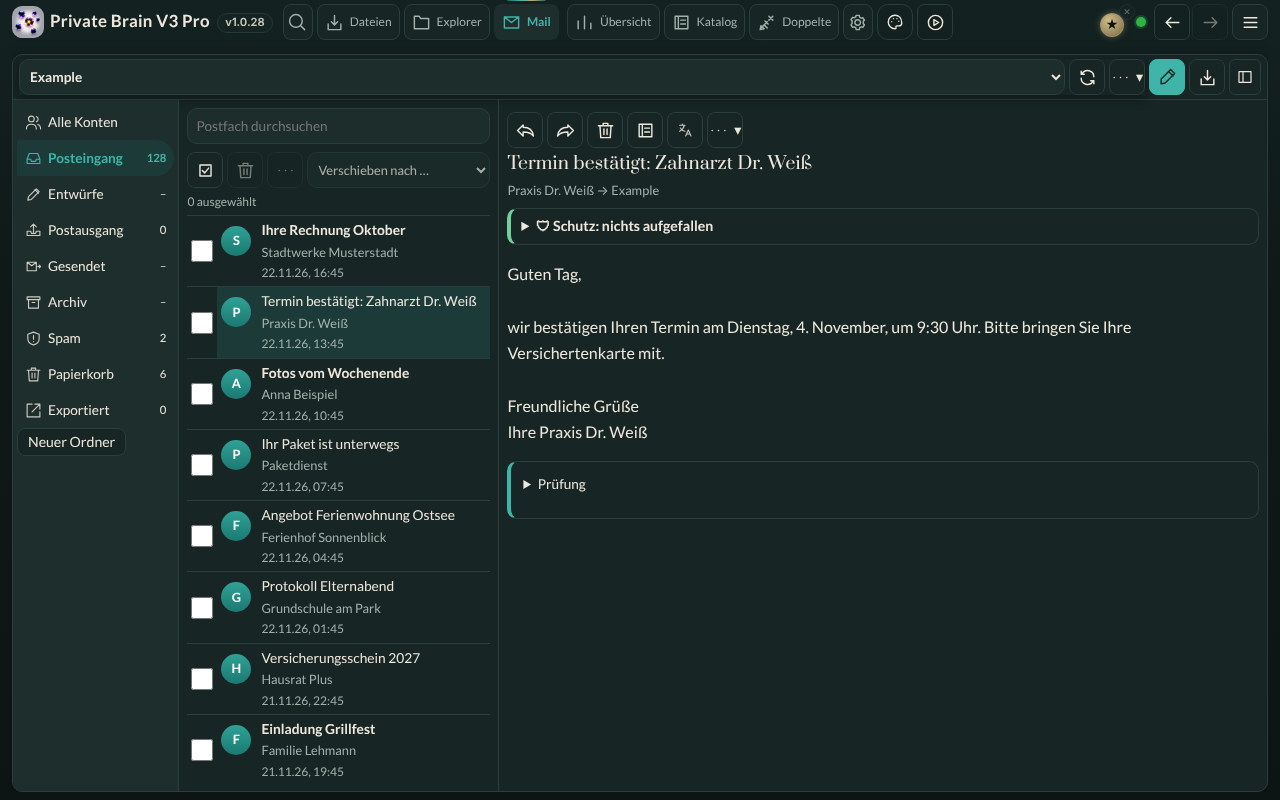 Private Brain V3 Pro
v1.0.28
Dateien
Explorer
Mail
Übersicht
Katalog
Doppelte
Example
Alle Konten
Posteingang 128
Entwürfe –
Postausgang 0
Gesendet –
Archiv –
Spam 2
Papierkorb 6
Exportiert 0
Neuer Ordner
Postfach durchsuchen
Verschieben nach ...
0 ausgewählt
S
Ihre Rechnung Oktober
Stadtwerke Musterstadt
22.11.26, 16:45
P
Termin bestätigt: Zahnarzt Dr. Weiß
Praxis Dr. Weiß
22.11.26, 13:45
A
Fotos vom Wochenende
Anna Beispiel
22.11.26, 10:45
P
Ihr Paket ist unterwegs
Paketdienst
22.11.26, 07:45
F
Angebot Ferienwohnung Ostsee
Ferienhof Sonnenblick
22.11.26, 04:45
G
Protokoll Elternabend
Grundschule am Park
22.11.26, 01:45
H
Versicherungsschein 2027
Hausrat Plus
21.11.26, 22:45
F
Einladung Grillfest
Familie Lehmann
21.11.26, 19:45
Termin bestätigt: Zahnarzt Dr. Weiß
Praxis Dr. Weiß → Example
Schutz: nichts aufgefallen
Guten Tag,
wir bestätigen Ihren Termin am Dienstag, 4. November, um 9:30 Uhr. Bitte bringen Sie Ihre
Versichertenkarte mit.
Freundliche Grüße
Ihre Praxis Dr. Weiß
Prüfung